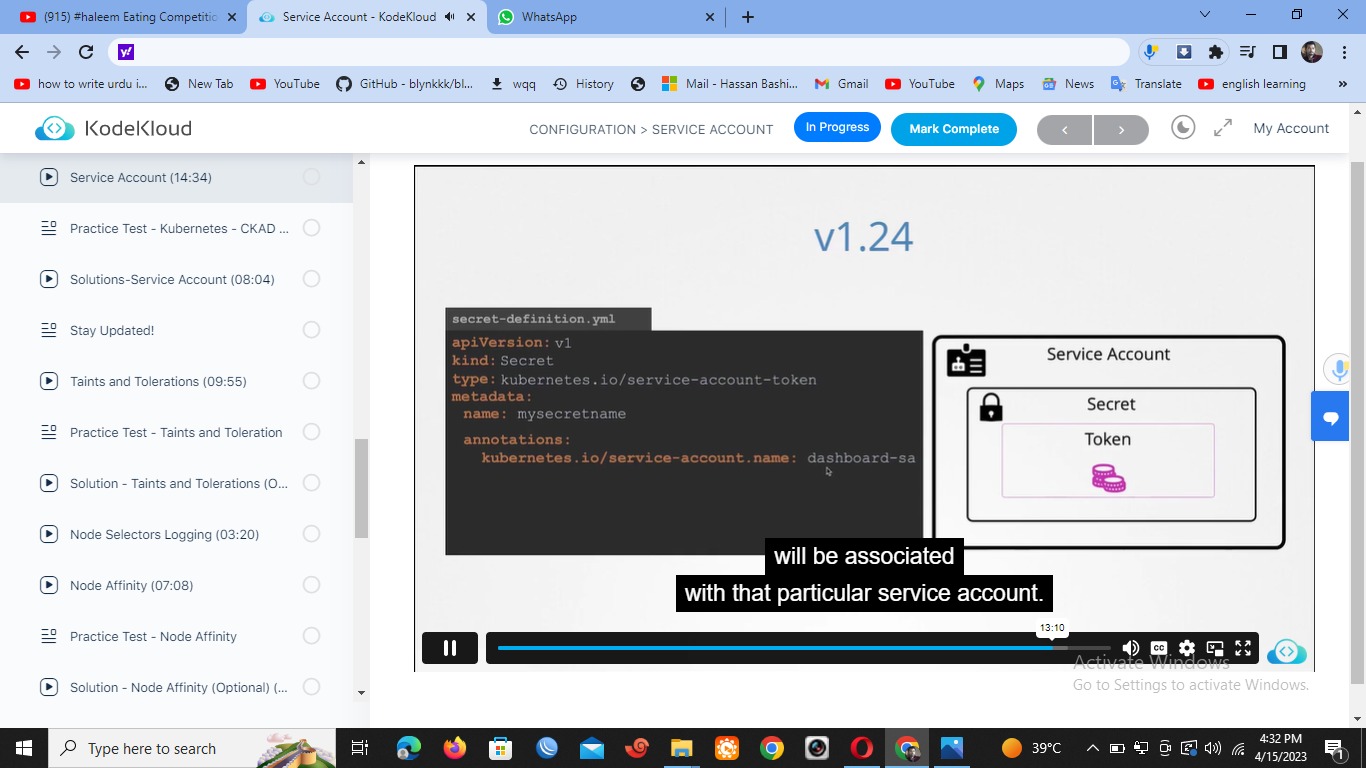 (915) #haleem Eating Competitio
Service Account - KodeKloud
WhatsApp
how to write urdu i...
New Tab
YouTube
GitHub - blynkkk/bl...
wqq
History
Mail - Hassan Bashi...
Gmail
YouTube
Maps
News
Translate
english learning
»
KodeKloud
CONFIGURATION > SERVICE ACCOUNT
In Progress
Mark Complete
My Account
Service Account (14:34)
Practice Test - Kubernetes - CKAD ...
Solutions-Service Account (08:04)
Stay Updated!
Taints and Tolerations (09:55)
Practice Test - Taints and Toleration
Solution - Taints and Tolerations (O...
Node Selectors Logging (03:20)
Node Affinity (07:08)
Practice Test - Node Affinity
Solution - Node Affinity (Optional) (...
v1.24
secret-definition.yml
apiVersion: v1
kind: Secret
type: kubernetes.io/service-account-token
metadata:
name: mysecretname
annotations:
kubernetes.io/service-account.name: dashboard-sa
Service Account
Secret
Token
will be associated
with that particular service account.
13:10
CC
Activate Windows
Go to Settings to activate Windows.
Type here to search
39°C
4:32 PM
4/15/2023
1